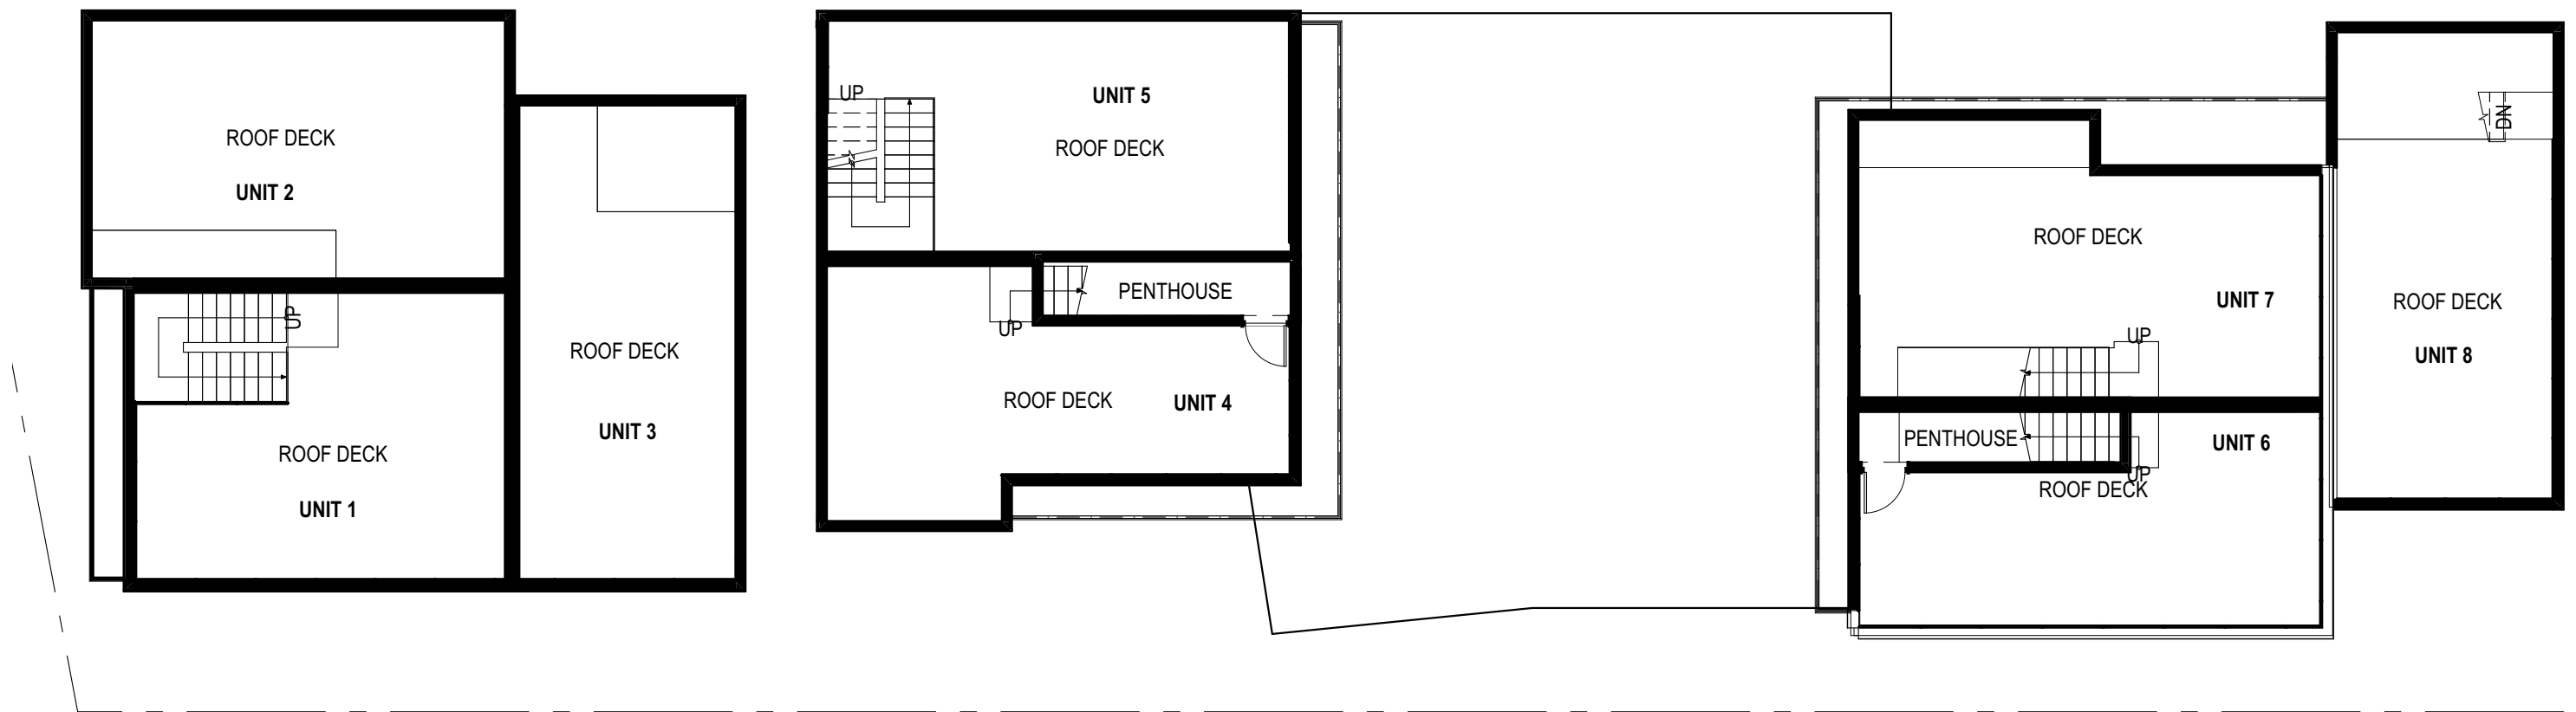 ROOF DECK
UNIT 2
UP
ROOF DECK
UNIT 1
ROOF DECK
UNIT 3
UP
UNIT 5
ROOF DECK
PENTHOUSE
UP
ROOF DECK
UNIT 4
ROOF DECK
UNIT 7
UP
PENTHOUSE
UNIT 6
UP
ROOF DECK
DN
ROOF DECK
UNIT 8